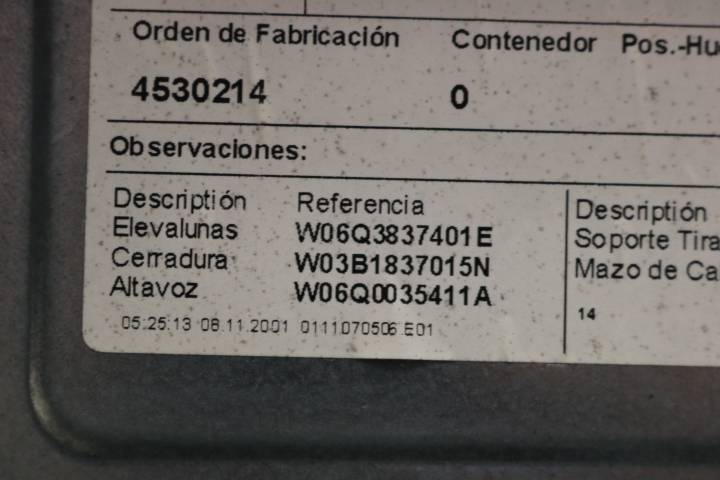 Orden de Fabricación Contenedor Pos.-Hu
4530214 0
Observaciones:
Descriptión Referencia Descriptión
Elevalunas W06Q3837401E Soporte Tira
Cerradura W03B1837015N Mazo de Ca
Altavoz W06Q0035411A 14
05:25:13 08.11.2001 0111070506.E01